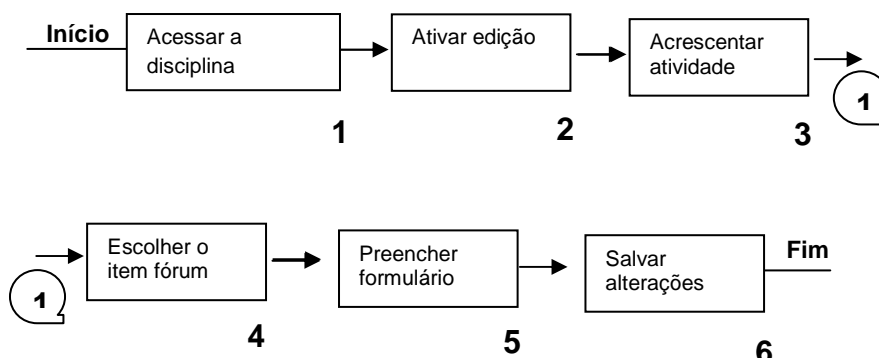 Início
Acessar a
disciplina
1
Ativar edição
2
Acrescentar
atividade
3
1
1
Escolher o
item fórum
4
Preencher
formulário
5
Salvar
alterações
6
Fim